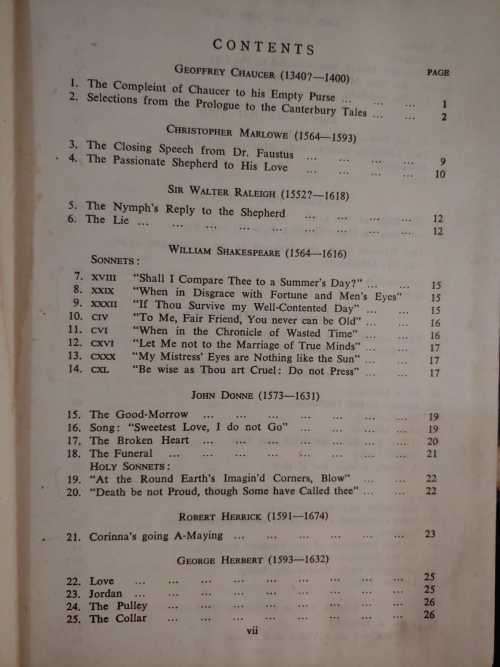 CONTENTS
GEOFFREY CHAUCER (1340?—1400) PAGE
1. The Compleint of Chaucer to his Empty Purse ... ... ... 1
2. Selections from the Prologue to the Canterbury Tales ... ... 2
CHRISTOPHER MARLOWE (1564—1593)
3. The Closing Speech from Dr. Faustus ... ... ... ... 9
4. The Passionate Shepherd to His Love ... ... ... ... 10
SIR WALTER RALEIGH (1552?—1618)
5. The Nymph's Reply to the Shepherd ... ... ... ... 12
6. The Lie ... ... ... ... ... ... ... ... 12
WILLIAM SHAKESPEARE (1564—1616)
SONNETS:
7. XVIII "Shall I Compare Thee to a Summer's Day?" ... ... 15
8. XXIX "When in Disgrace with Fortune and Men's Eyes" 15
9. XXXII "If Thou Survive my Well-Contented Day" ... ... 15
10. CIV "To Me, Fair Friend, You never can be Old" ... ... 16
11. CVI "When in the Chronicle of Wasted Time" ... ... 16
12. CXVI "Let Me not to the Marriage of True Minds" ... ... 17
13. CXXX "My Mistress' Eyes are Nothing like the Sun" ... ... 17
14. CXL "Be wise as Thou art Cruel: Do not Press" ... ... 17
JOHN DONNE (1573—1631)
15. The Good-Morrow ... ... ... ... ... ... 19
16. Song: "Sweetest Love, I do not Go" ... ... ... ... 19
17. The Broken Heart ... ... ... ... ... ... 20
18. The Funeral ... ... ... ... ... ... ... 21
HOLY SONNETS:
19. "At the Round Earth's Imagin'd Corners, Blow" ... ... 22
20. "Death be not Proud, though Some have Called thee" ... ... 22
ROBERT HERRICK (1591—1674)
21. Corinna's going A-Maying ... ... ... ... ... 23
GEORGE HERBERT (1593—1632)
22. Love ... ... ... ... ... ... ... ... 25
23. Jordan ... ... ... ... ... ... ... ... 25
24. The Pulley ... ... ... ... ... ... ... 26
25. The Collar ... ... ... ... ... ... ... 26
vii